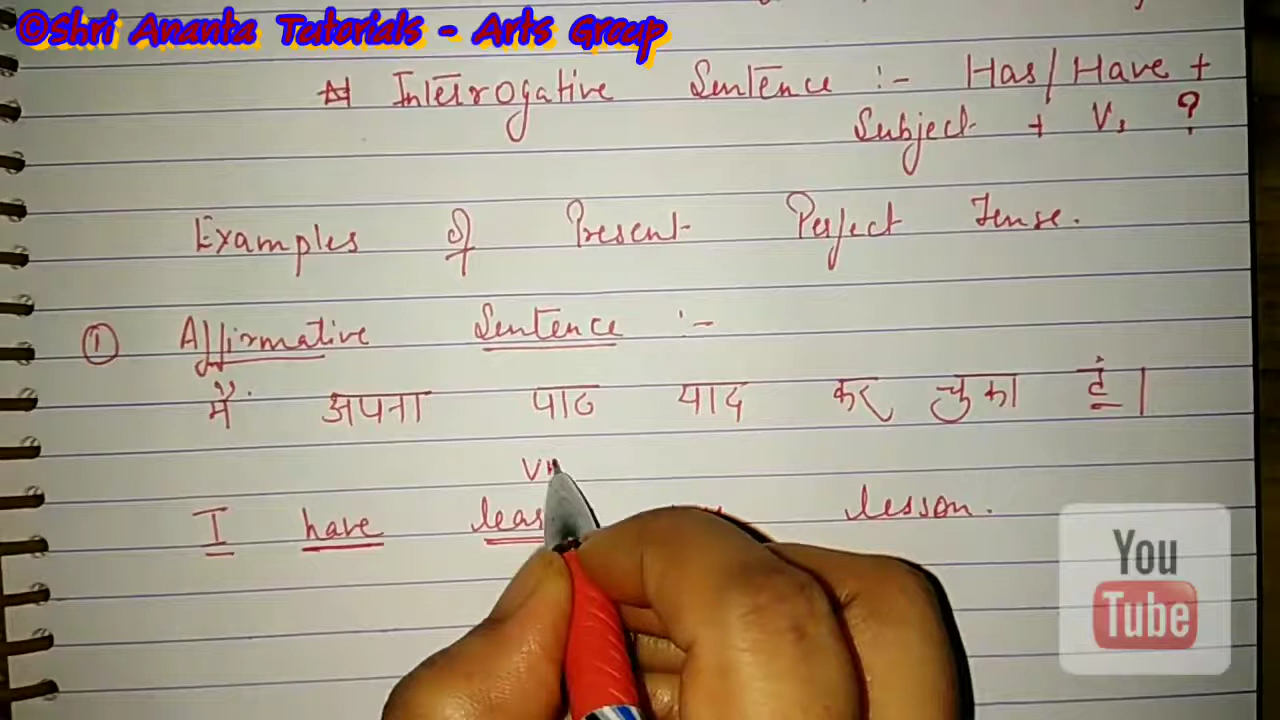 ©Shri Ananta Tutorials - Arts Group
Interrogative Sentence :- Has/Have +
Subject + V₃ ?
Examples of Present Perfect Tense.
① Affirmative Sentence :-
मैं अपना पाठ याद कर चुका हूं।
I have lesson.
You
Tube